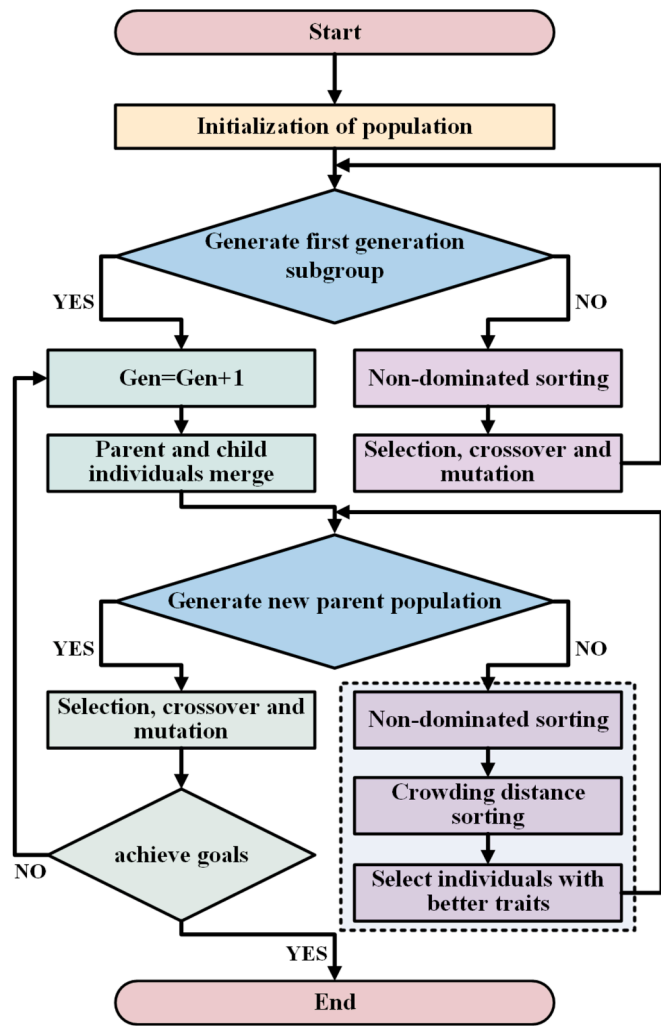 Start
Initialization of population
Generate first generation
subgroup
YES
NO
Gen=Gen+1
Non-dominated sorting
Parent and child
individuals merge
Selection, crossover and
mutation
Generate new parent population
YES
NO
Selection, crossover and
mutation
Non-dominated sorting
Crowding distance
sorting
achieve goals
NO
Select individuals with
better traits
YES
End